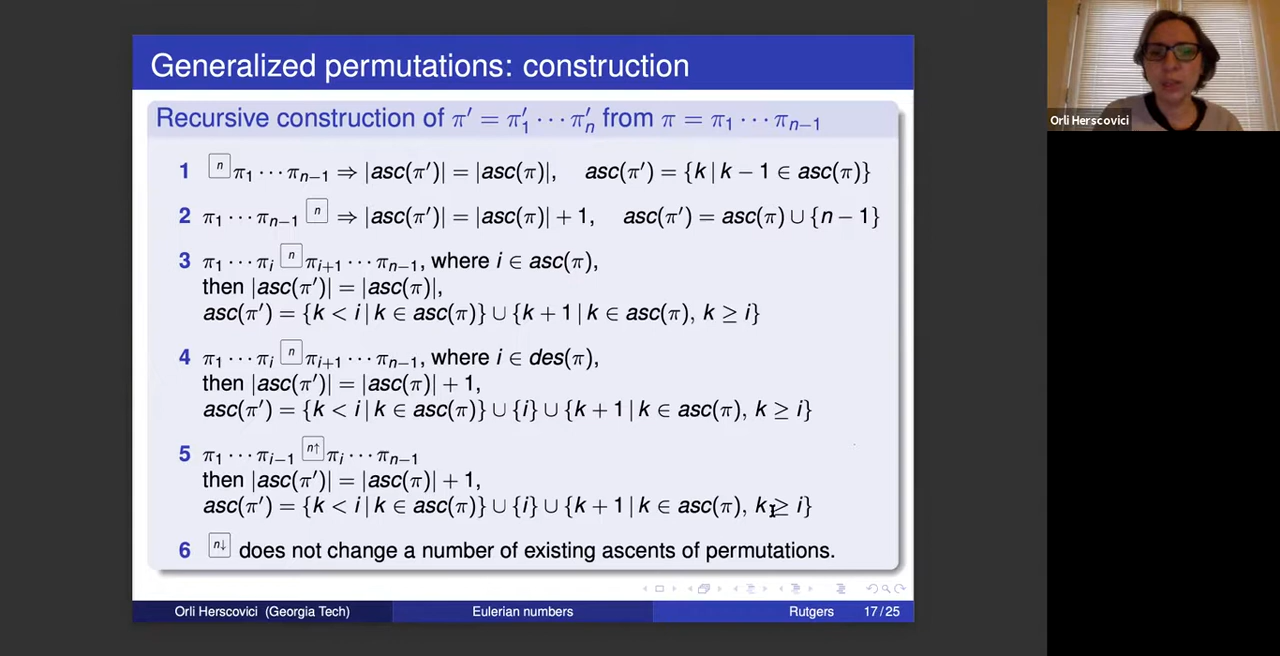 Generalized permutations: construction
Recursive construction of π′ = π′₁ ⋯ π′ₙ from π = π₁ ⋯ πₙ₋₁
1 n π₁ ⋯ πₙ₋₁ ⇒ |asc(π′)| = |asc(π)|, asc(π′) = {k | k − 1 ∈ asc(π)}
2 π₁ ⋯ πₙ₋₁ n ⇒ |asc(π′)| = |asc(π)| + 1, asc(π′) = asc(π) ∪ {n − 1}
3 π₁ ⋯ πᵢ n πᵢ₊₁ ⋯ πₙ₋₁, where i ∈ asc(π),
then |asc(π′)| = |asc(π)|,
asc(π′) = {k < i | k ∈ asc(π)} ∪ {k + 1 | k ∈ asc(π), k ≥ i}
4 π₁ ⋯ πᵢ n πᵢ₊₁ ⋯ πₙ₋₁, where i ∈ des(π),
then |asc(π′)| = |asc(π)| + 1,
asc(π′) = {k < i | k ∈ asc(π)} ∪ {i} ∪ {k + 1 | k ∈ asc(π), k ≥ i}
5 π₁ ⋯ πᵢ₋₁ n↑ πᵢ ⋯ πₙ₋₁
then |asc(π′)| = |asc(π)| + 1,
asc(π′) = {k < i | k ∈ asc(π)} ∪ {i} ∪ {k + 1 | k ∈ asc(π), k ≥ i}
6 n↓ does not change a number of existing ascents of permutations.
Orli Herscovici (Georgia Tech) Eulerian numbers Rutgers 17/25
Orli Herscovici